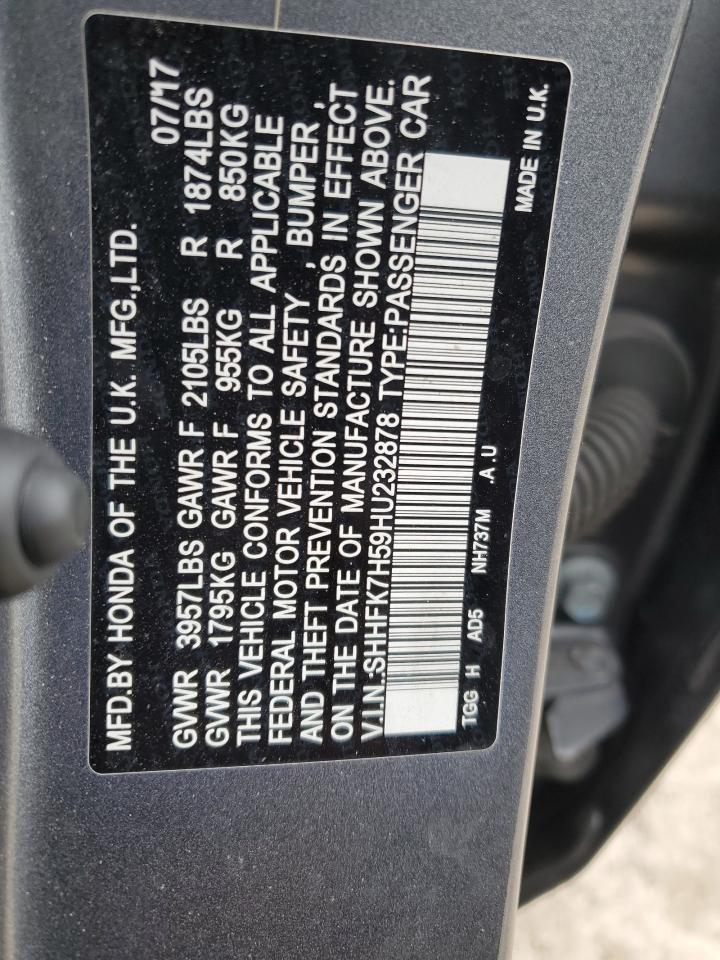 MFD.BY HONDA OF THE U.K. MFG.,LTD. 07/17
GVWR 3957LBS GAWR F 2105LBS R 1874LBS
GVWR 1795KG GAWR F 955KG R 850KG
THIS VEHICLE CONFORMS TO ALL APPLICABLE
FEDERAL MOTOR VEHICLE SAFETY , BUMPER ,
AND THEFT PREVENTION STANDARDS IN EFFECT
ON THE DATE OF MANUFACTURE SHOWN ABOVE.
V.I.N.:SHHFK7H59HU232878 TYPE:PASSENGER CAR
TGG H AD5 NH737M .A.U
MADE IN U.K.